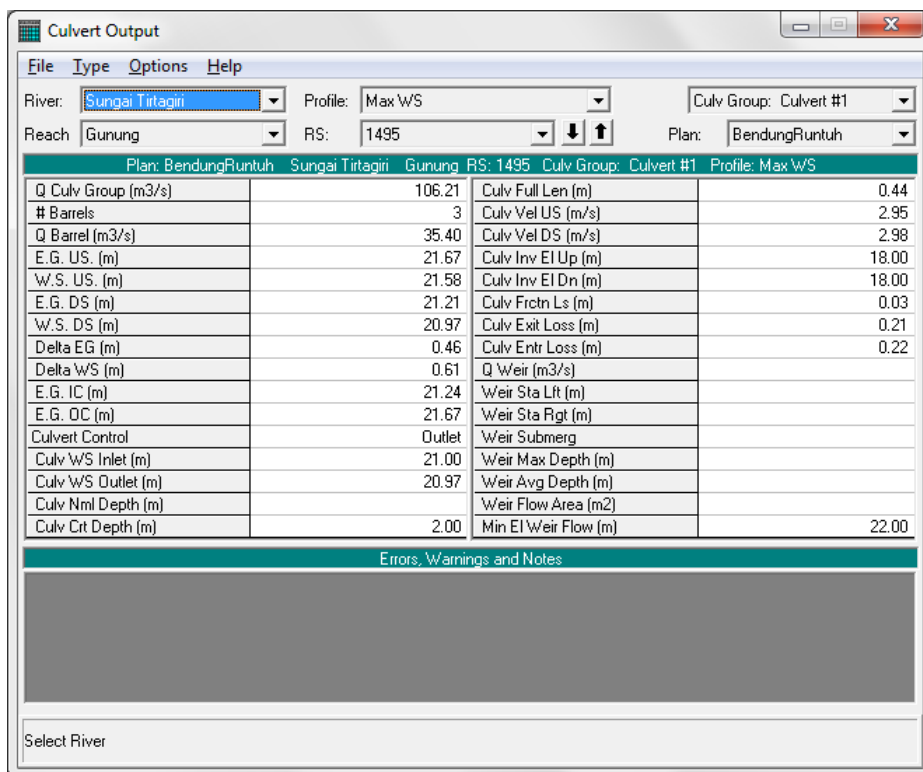 Culvert Output
File Type Options Help
River: Sungai Tirtagiri Profile: Max WS Culv Group: Culvert #1
Reach Gunung RS: 1495 Plan: BendungRuntuh
Plan: BendungRuntuh Sungai Tirtagiri Gunung RS: 1495 Culv Group: Culvert #1 Profile: Max WS
Q Culv Group (m3/s) 106.21 Culv Full Len (m) 0.44
# Barrels 3 Culv Vel US (m/s) 2.95
Q Barrel (m3/s) 35.40 Culv Vel DS (m/s) 2.98
E.G. US. (m) 21.67 Culv Inv El Up (m) 18.00
W.S. US. (m) 21.58 Culv Inv El Dn (m) 18.00
E.G. DS (m) 21.21 Culv Frctn Ls (m) 0.03
W.S. DS (m) 20.97 Culv Exit Loss (m) 0.21
Delta EG (m) 0.46 Culv Entr Loss (m) 0.22
Delta WS (m) 0.61 Q Weir (m3/s)
E.G. IC (m) 21.24 Weir Sta Lft (m)
E.G. OC (m) 21.67 Weir Sta Rgt (m)
Culvert Control Outlet Weir Submerg
Culv WS Inlet (m) 21.00 Weir Max Depth (m)
Culv WS Outlet (m) 20.97 Weir Avg Depth (m)
Culv Nml Depth (m) Weir Flow Area (m2)
Culv Crt Depth (m) 2.00 Min El Weir Flow (m) 22.00
Errors, Warnings and Notes
Select River